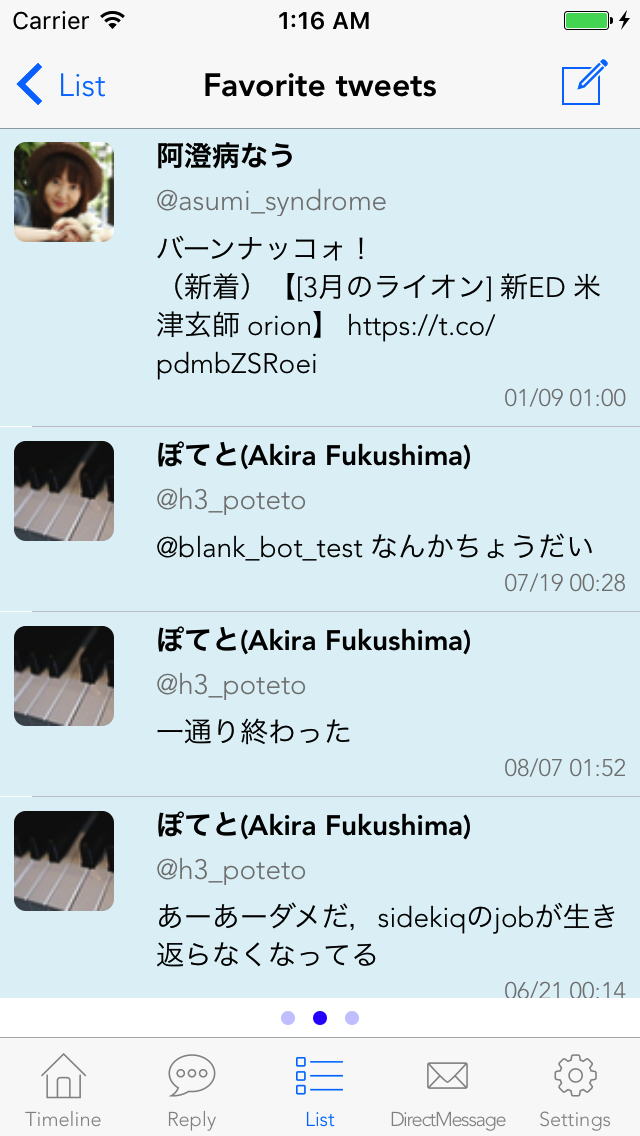 Carrier 1:16 AM
List Favorite tweets
阿澄病なう
@asumi_syndrome
バーンナッコォ！
（新着）【[3月のライオン] 新ED 米
津玄師 orion】 https://t.co/
pdmbZSRoei
01/09 01:00
ぽてと(Akira Fukushima)
@h3_poteto
@blank_bot_test なんかちょうだい
07/19 00:28
ぽてと(Akira Fukushima)
@h3_poteto
一通り終わった
08/07 01:52
ぽてと(Akira Fukushima)
@h3_poteto
あーあーダメだ，sidekiqのjobが生き
返らなくなってる
06/21 00:14
Timeline Reply List DirectMessage Settings